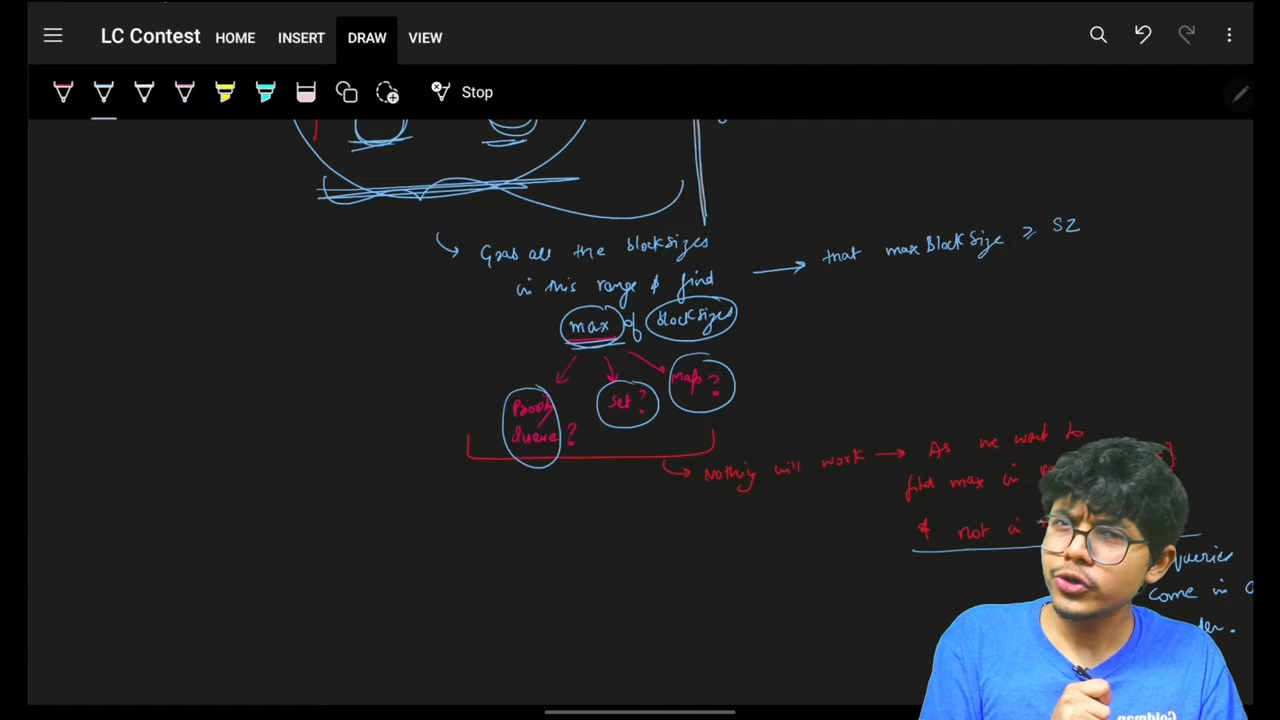 LC Contest HOME INSERT DRAW VIEW
Stop
Grab all the blocksizes
in this range & find
max of blocksizes
that maxBlockSize >= SZ
Priority
Queue?
set?
map?
Nothing will work → As we want to
find max in
& not in
queries
come in
Goldman